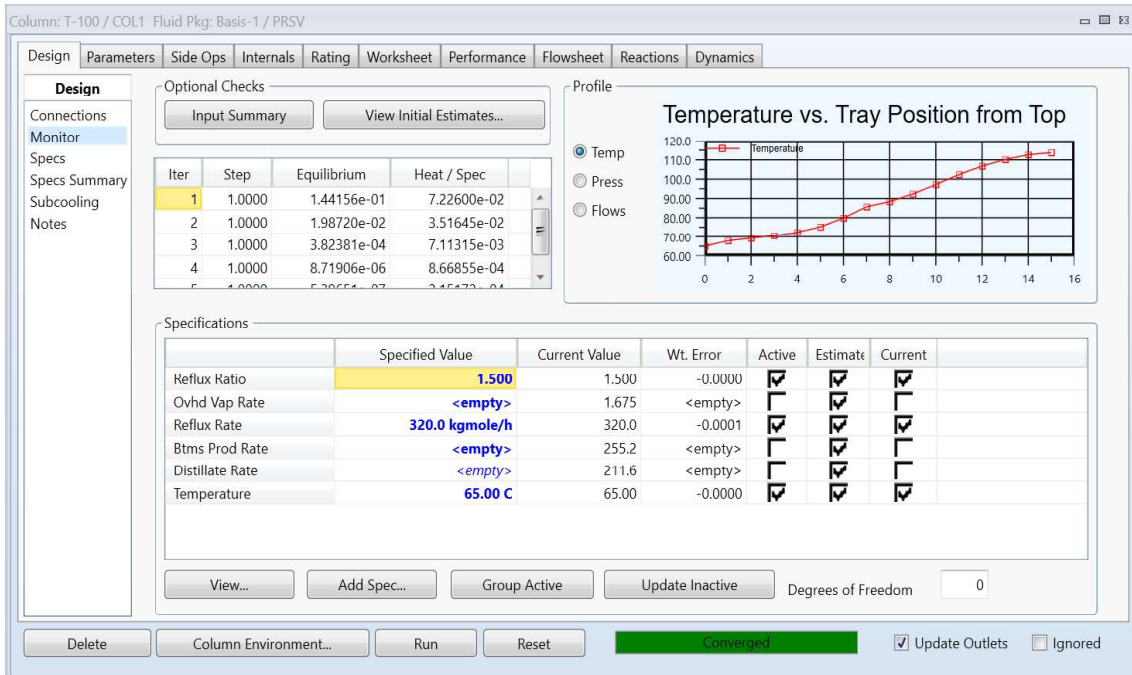 Column: T-100 / COL1 Fluid Pkg: Basis-1 / PRSV
Design Parameters Side Ops Internals Rating Worksheet Performance Flowsheet Reactions Dynamics
Design
Connections
Monitor
Specs
Specs Summary
Subcooling
Notes
Optional Checks
Input Summary View Initial Estimates...
Iter Step Equilibrium Heat / Spec
1 1.0000 1.44156e-01 7.22600e-02
2 1.0000 1.98720e-02 3.51645e-02
3 1.0000 3.82381e-04 7.11315e-03
4 1.0000 8.71906e-06 8.66855e-04
Profile
Temp
Press
Flows
Temperature vs. Tray Position from Top
Temperature
120.0
110.0
100.0
90.00
80.00
70.00
60.00
0 2 4 6 8 10 12 14 16
Specifications
Specified Value Current Value Wt. Error Active Estimate Current
Reflux Ratio 1.500 1.500 -0.0000
Ovhd Vap Rate <empty> 1.675 <empty>
Reflux Rate 320.0 kgmole/h 320.0 -0.0001
Btms Prod Rate <empty> 255.2 <empty>
Distillate Rate <empty> 211.6 <empty>
Temperature 65.00 C 65.00 -0.0000
View... Add Spec... Group Active Update Inactive Degrees of Freedom 0
Delete Column Environment... Run Reset Converged Update Outlets Ignored